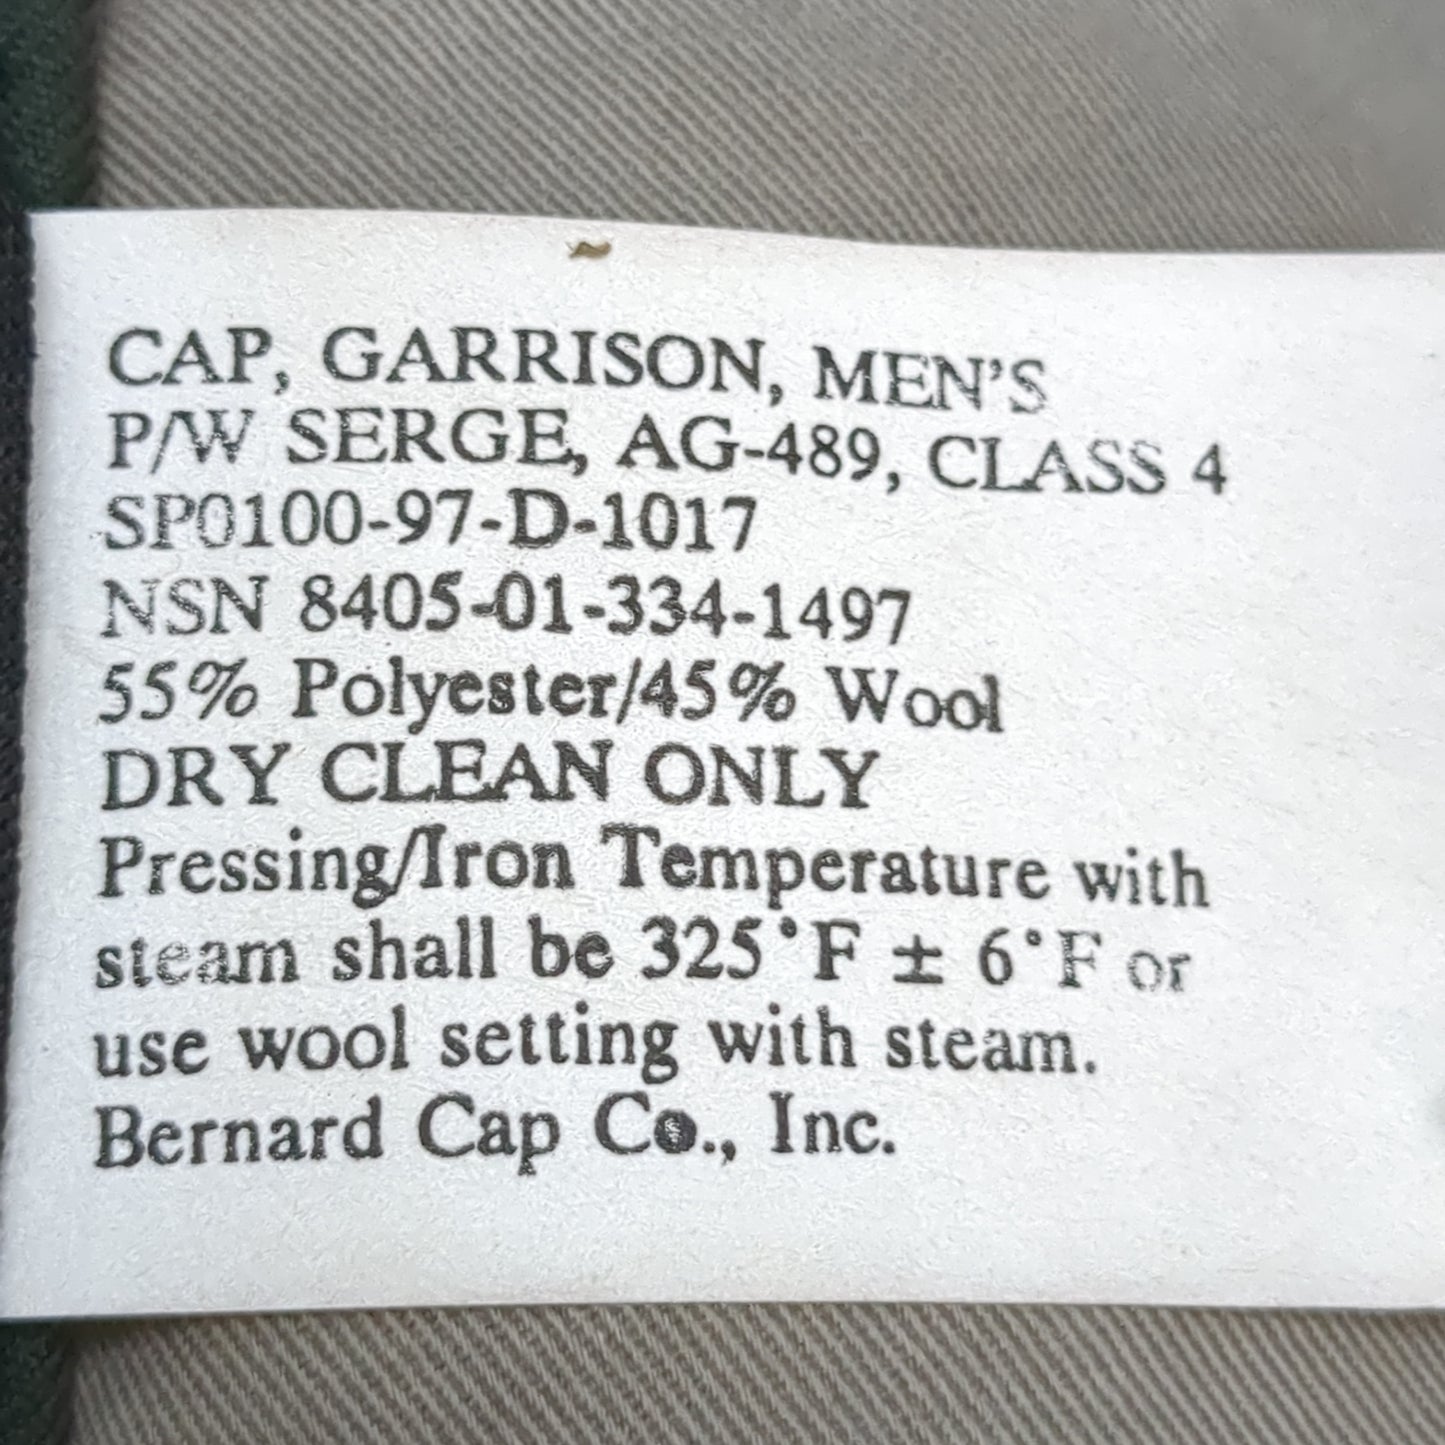 CAP, GARRISON, MEN'S
P/W SERGE, AG-489, CLASS 4
SP0100-97-D-1017
NSN 8405-01-334-1497
55% Polyester/45% Wool
DRY CLEAN ONLY
Pressing/Iron Temperature with
steam shall be 325°F ± 6°F or
use wool setting with steam.
Bernard Cap Co., Inc.